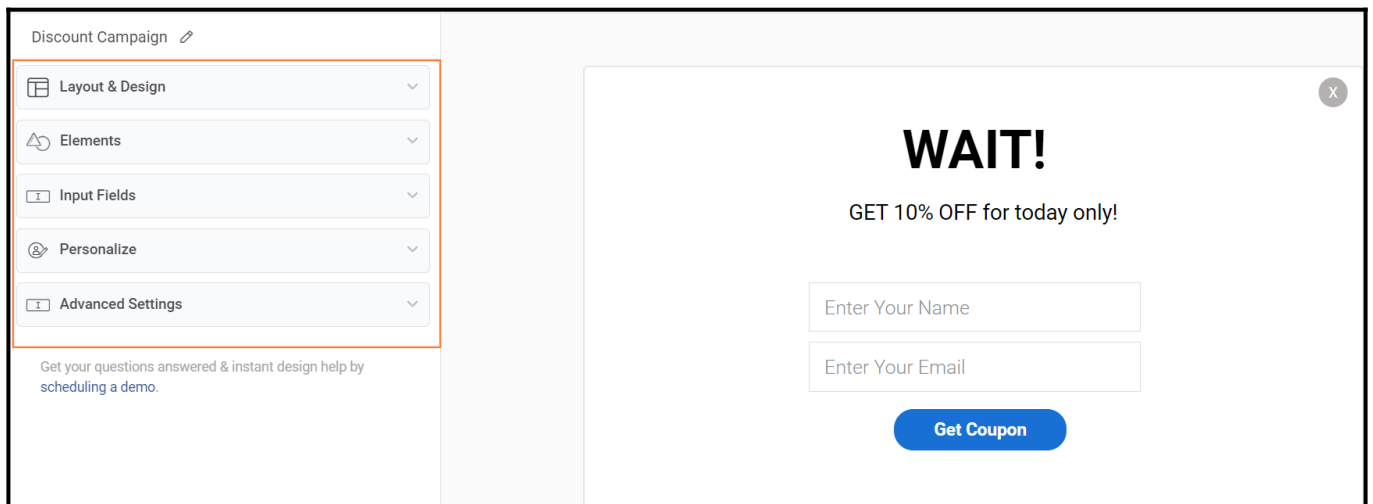 Discount Campaign
Layout & Design
Elements
Input Fields
Personalize
Advanced Settings
Get your questions answered & instant design help by
scheduling a demo.
X
WAIT!
GET 10% OFF for today only!
Enter Your Name
Enter Your Email
Get Coupon